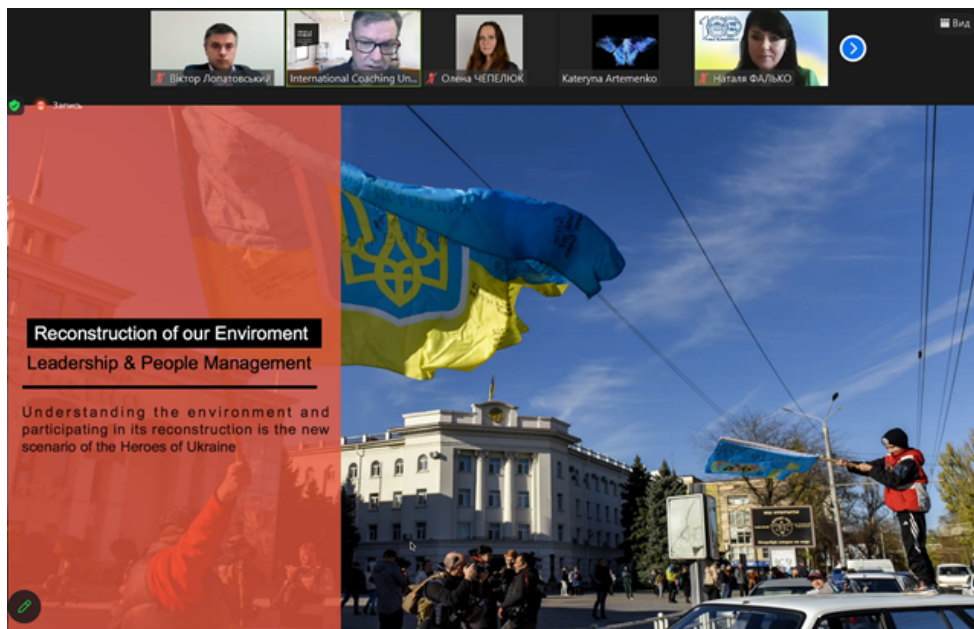 Вид
Віктор Лопатовський
International Coaching Un...
Олена ЧЕПЕЛЮК
Kateryna Artemenko
Наталя ФАЛЬКО
Запись
Reconstruction of our Enviroment
Leadership & People Management
Understanding the environment and
participating in its reconstruction is the new
scenario of the Heroes of Ukraine